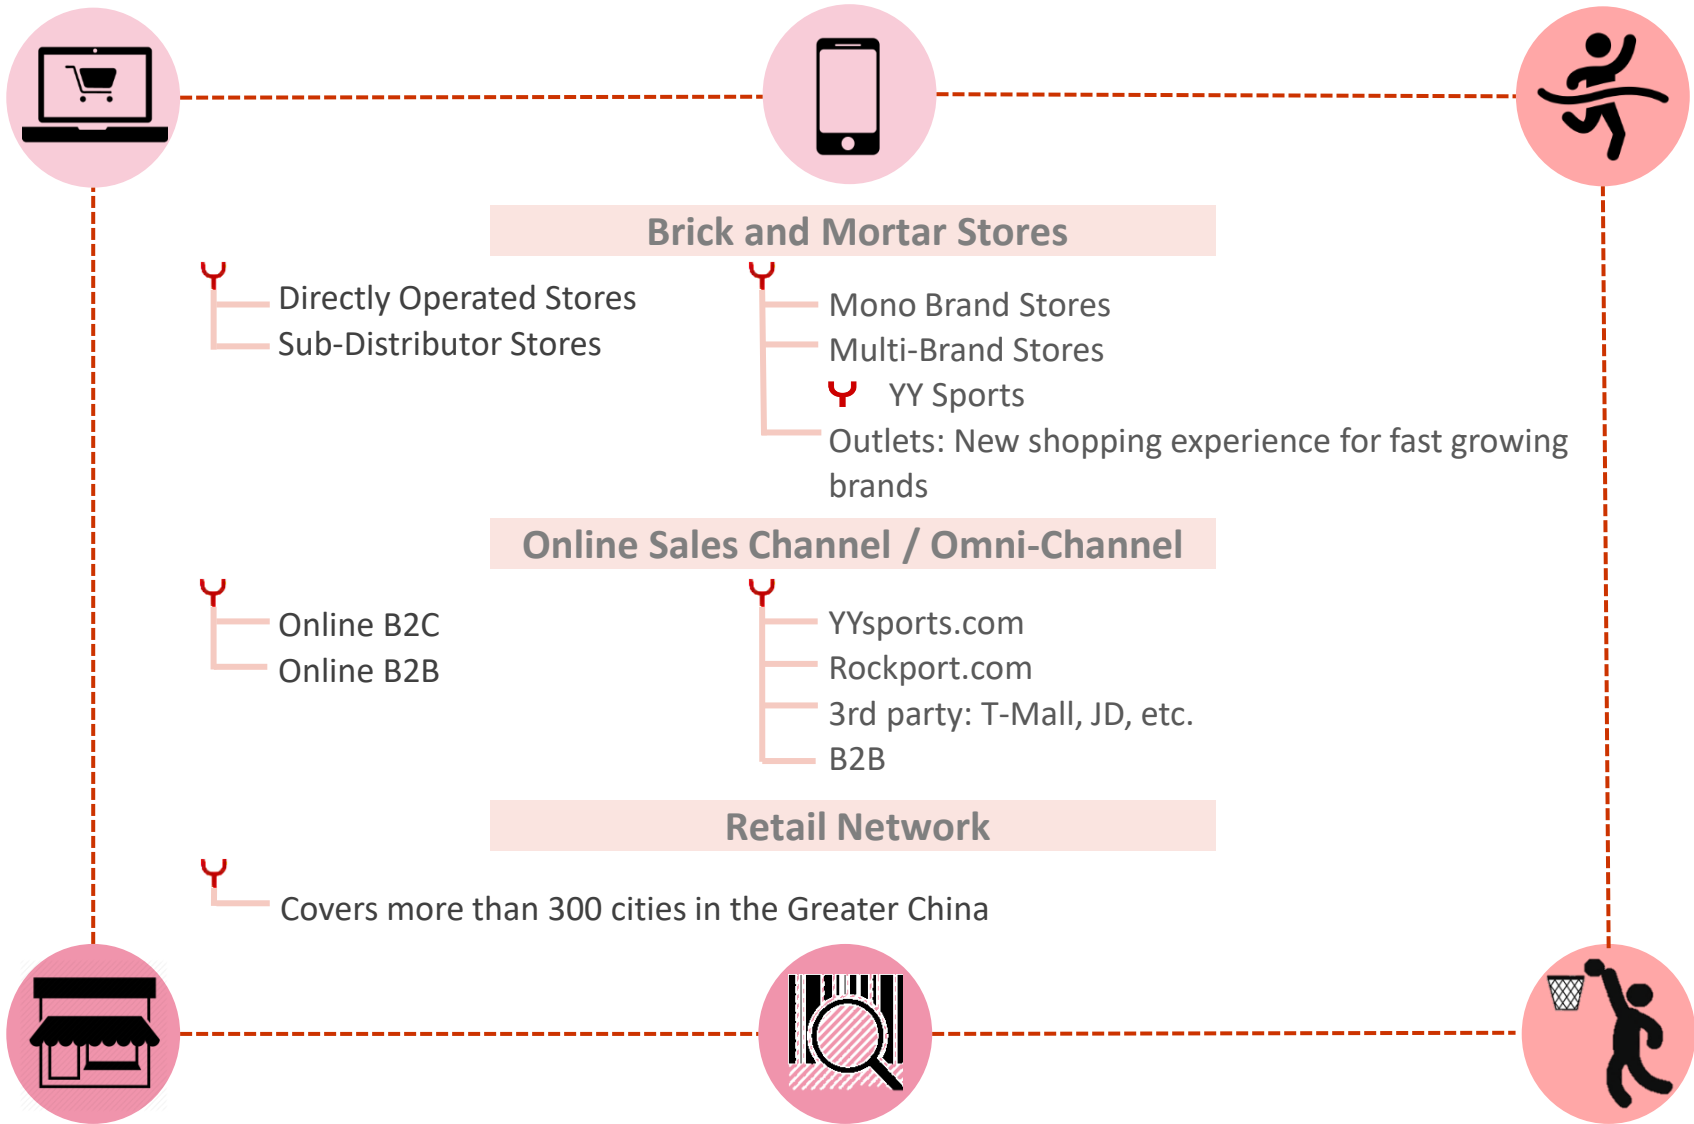 Brick and Mortar Stores
Directly Operated Stores
Sub-Distributor Stores
Mono Brand Stores
Multi-Brand Stores
YY Sports
Outlets: New shopping experience for fast growing
brands
Online Sales Channel / Omni-Channel
Online B2C
Online B2B
YYsports.com
Rockport.com
3rd party: T-Mall, JD, etc.
B2B
Retail Network
Covers more than 300 cities in the Greater China